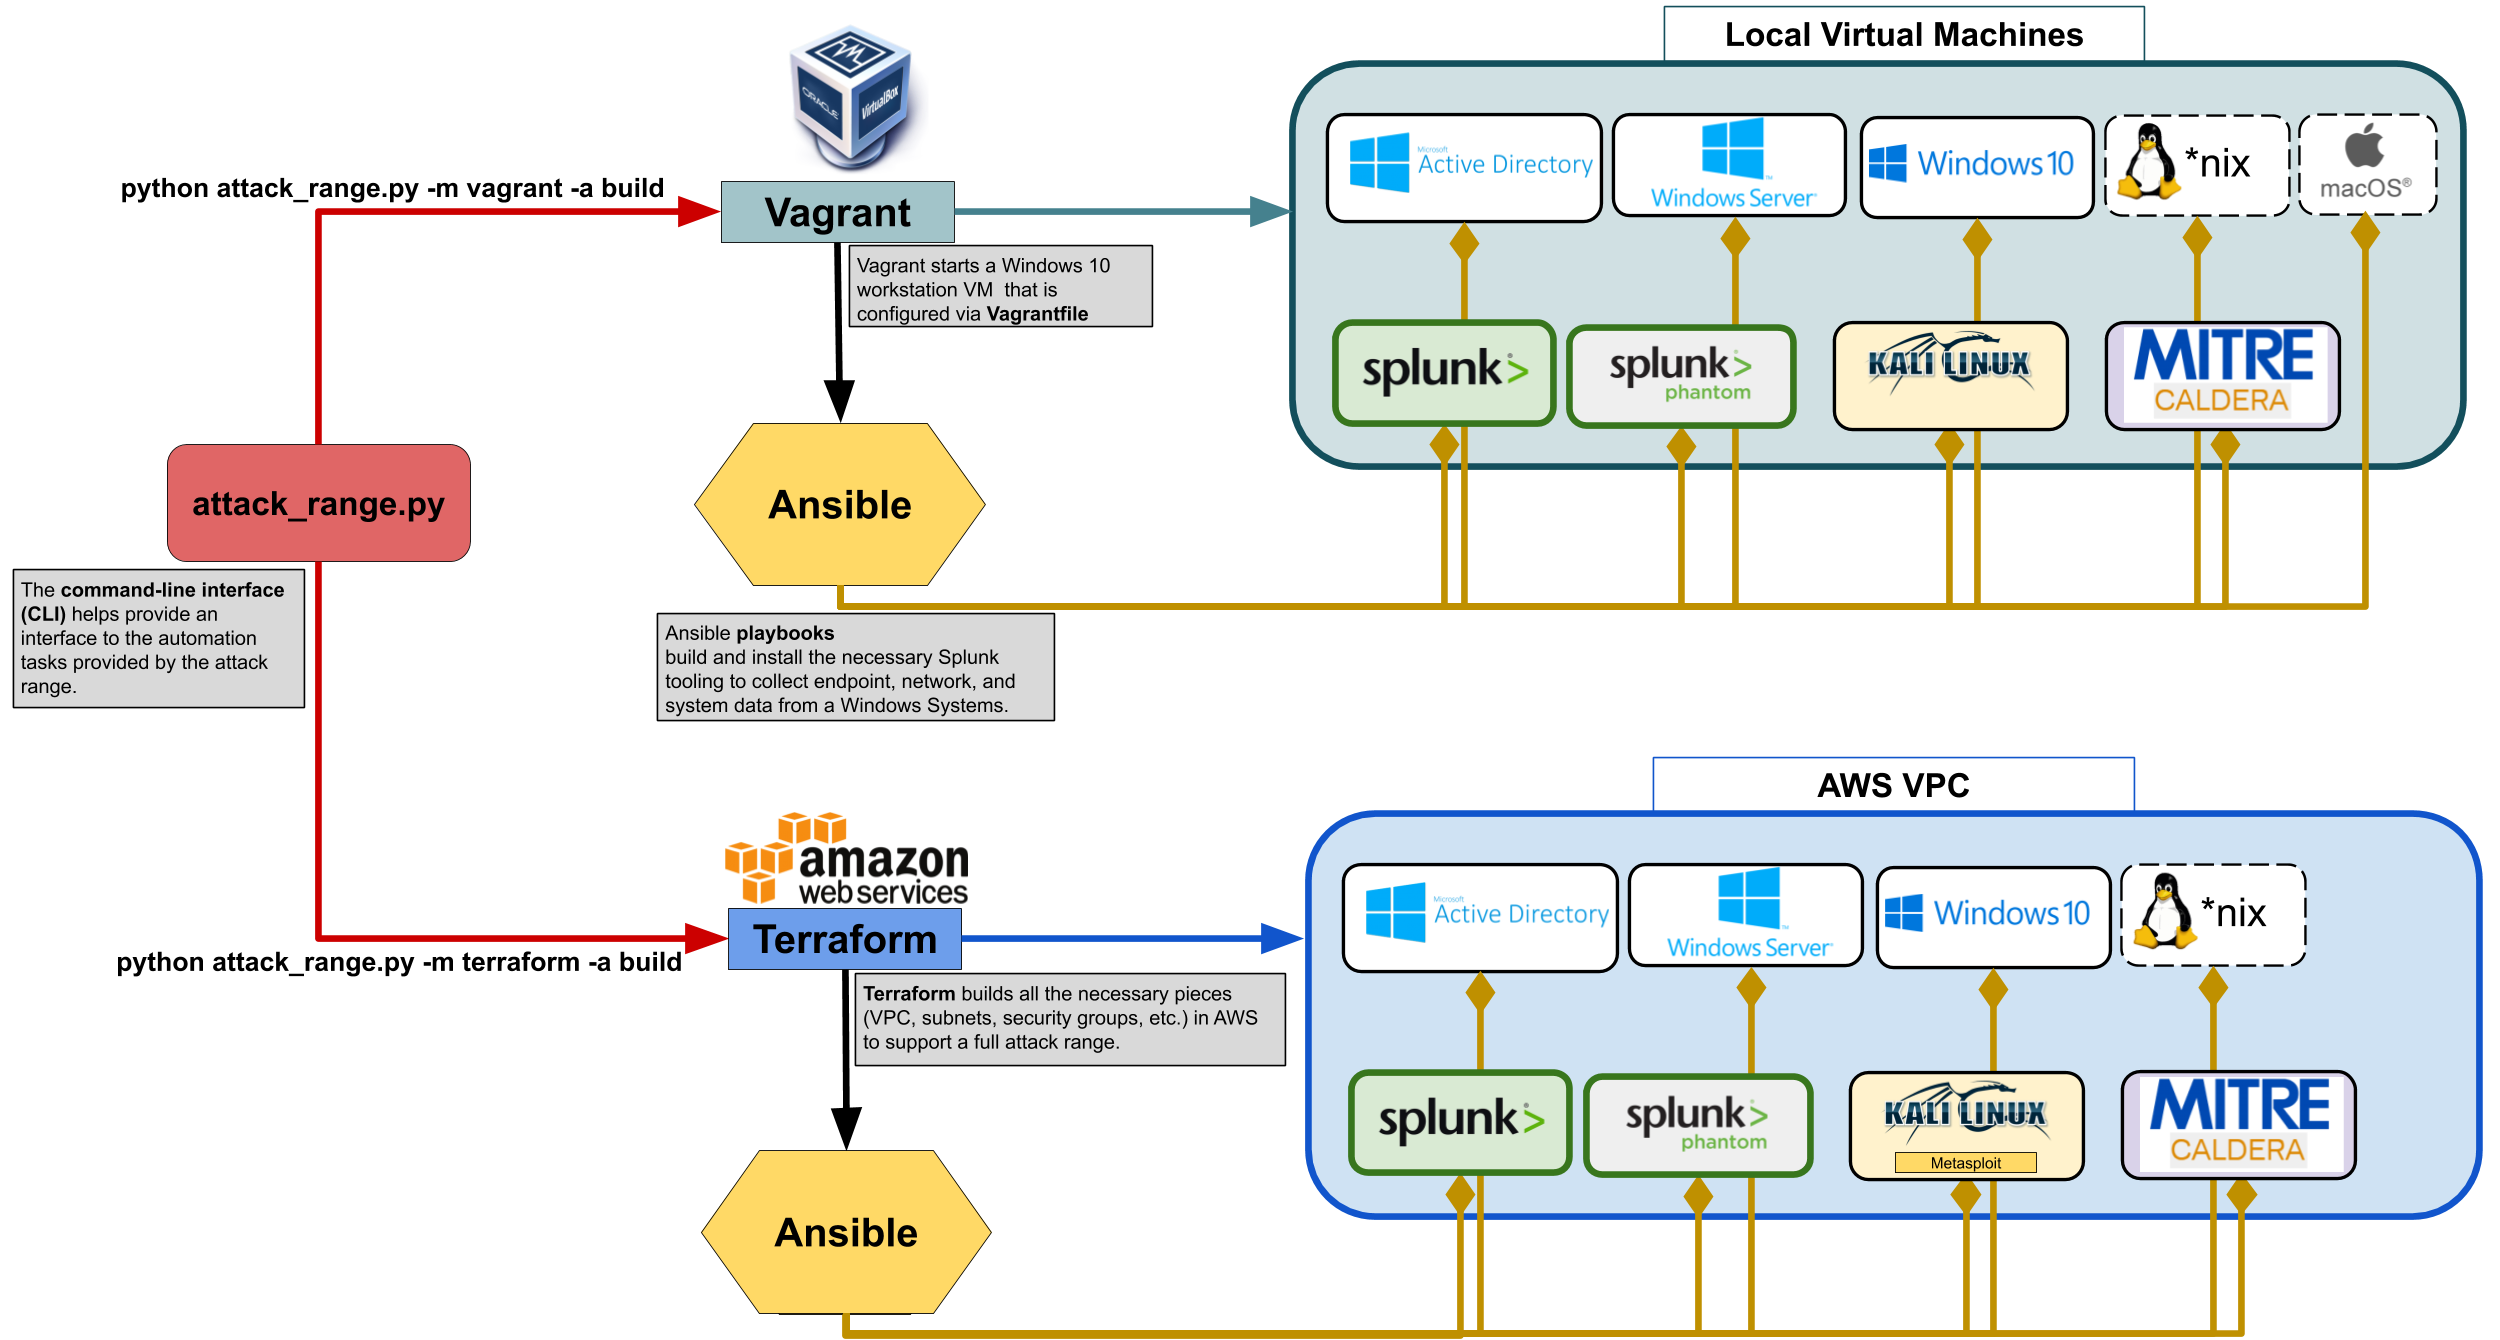 Local Virtual Machines
ORACLE
VirtualBox
Microsoft
Active Directory
Windows Server
Windows 10
*nix
macOS®
python attack_range.py -m vagrant -a build
Vagrant
Vagrant starts a Windows 10
workstation VM that is
configured via Vagrantfile
splunk>
splunk>
phantom
KALI LINUX
MITRE
CALDERA
attack_range.py
Ansible
The command-line interface
(CLI) helps provide an
interface to the automation
tasks provided by the attack
range.
Ansible playbooks
build and install the necessary Splunk
tooling to collect endpoint, network, and
system data from a Windows Systems.
AWS VPC
amazon
web services
Microsoft
Active Directory
Windows Server
Windows 10
*nix
Terraform
python attack_range.py -m terraform -a build
Terraform builds all the necessary pieces
(VPC, subnets, security groups, etc.) in AWS
to support a full attack range.
splunk>
splunk>
phantom
KALI LINUX
Metasploit
MITRE
CALDERA
Ansible